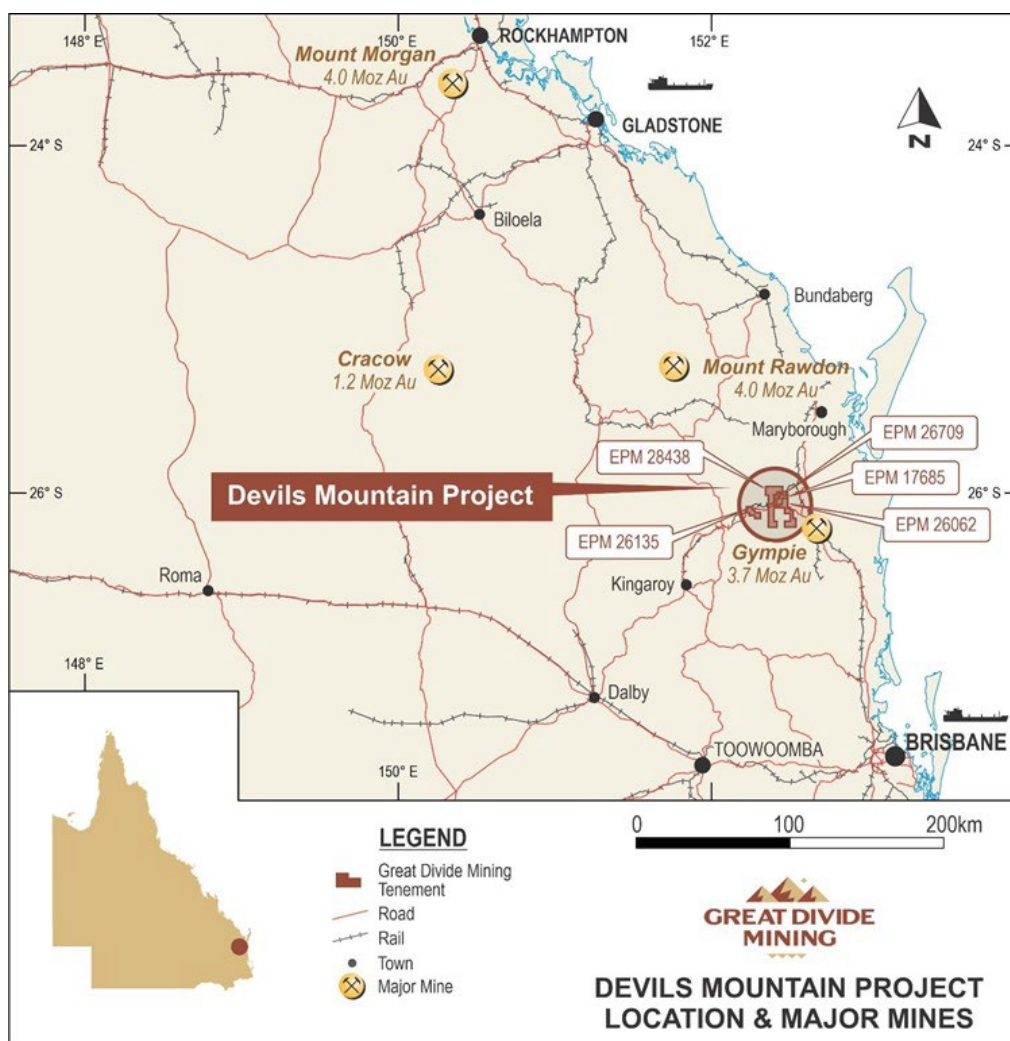 148° E
150° E
152° E
ROCKHAMPTON
Mount Morgan
4.0 Moz Au
GLADSTONE
24° S
24° S
N
Biloela
Bundaberg
Cracow
1.2 Moz Au
Mount Rawdon
4.0 Moz Au
Maryborough
EPM 26709
EPM 28438
EPM 17685
Devils Mountain Project
26° S
26° S
EPM 26062
EPM 26135
Gympie
3.7 Moz Au
Roma
Kingaroy
148° E
Dalby
TOOWOOMBA
BRISBANE
150° E
152° E
0 100 200km
LEGEND
Great Divide Mining
Tenement
Road
Rail
Town
Major Mine
GREAT DIVIDE
MINING
DEVILS MOUNTAIN PROJECT
LOCATION & MAJOR MINES